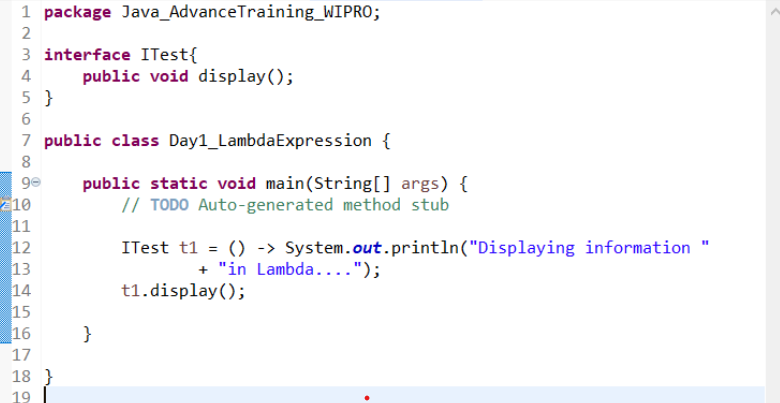 1 package Java_AdvanceTraining_WIPRO;
2
3 interface ITest{
4     public void display();
5 }
6
7 public class Day1_LambdaExpression {
8
9     public static void main(String[] args) {
10         // TODO Auto-generated method stub
11
12         ITest t1 = () -> System.out.println("Displaying information "
13                 + "in Lambda....");
14         t1.display();
15
16     }
17
18 }
19